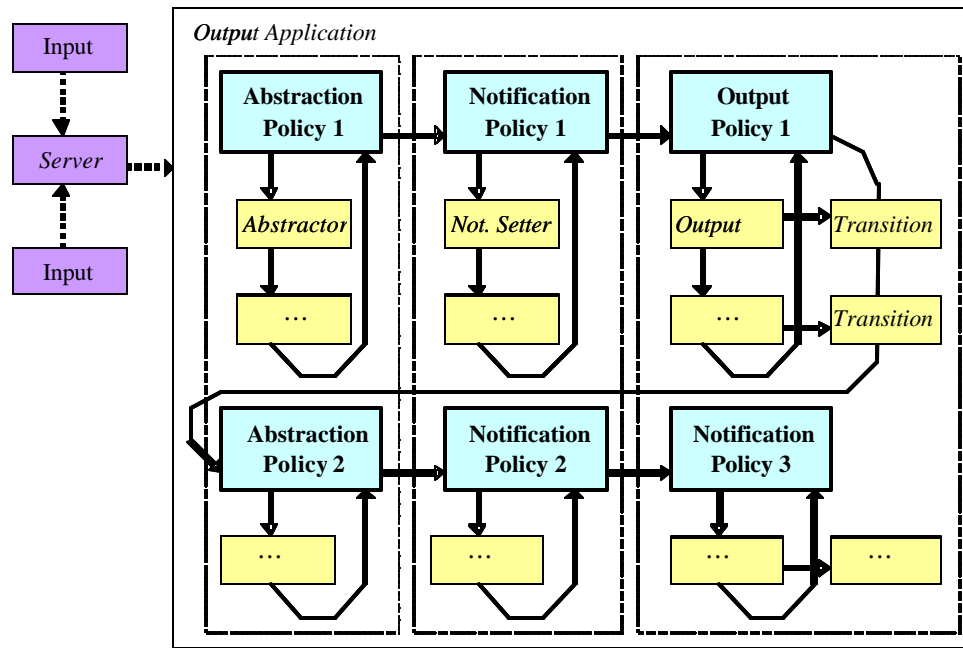 Input
Server
Input
Output Application
Abstraction
Policy 1
Notification
Policy 1
Output
Policy 1
Abstractor
Not. Setter
Output
Transition
…
…
…
Transition
Abstraction
Policy 2
Notification
Policy 2
Notification
Policy 3
…
…
…
…